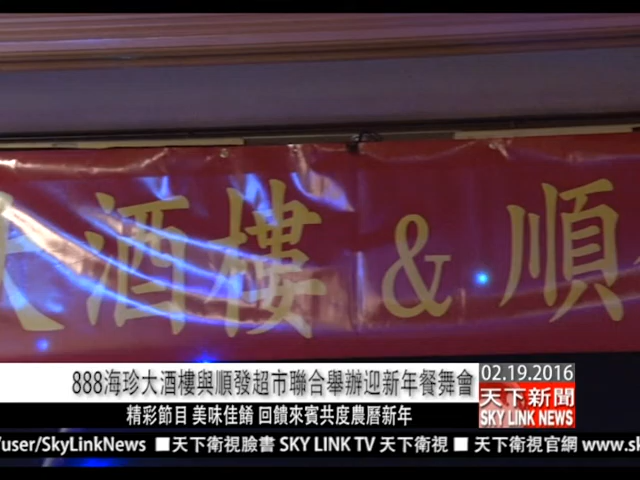 大酒樓 & 順
888海珍大酒樓與順發超市聯合舉辦迎新年餐舞會
02.19.2016
精彩節目 美味佳餚 回饋來賓共度農曆新年
天下新聞
SKY LINK NEWS
/user/SkyLinkNews ■ 天下衛視臉書 SKY LINK TV 天下衛視 ■ 天下衛視官網 www.sk